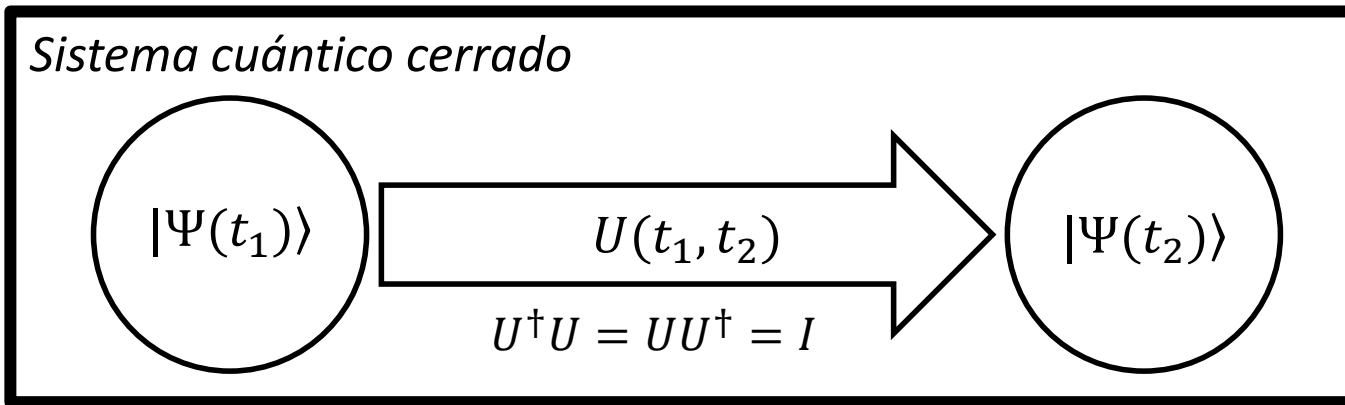 Sistema cuántico cerrado
|Ψ(t₁)⟩
U(t₁, t₂)
|Ψ(t₂)⟩
U†U = UU† = I